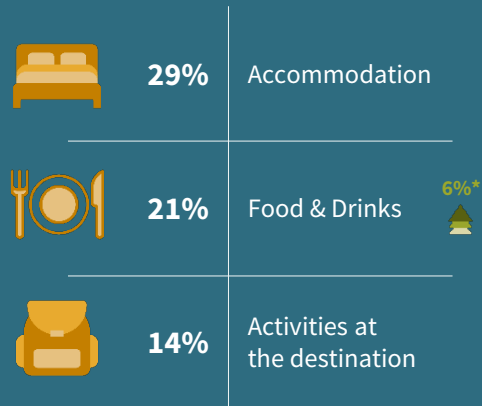 29%
Accommodation
21%
Food & Drinks
6%*
14%
Activities at
the destination